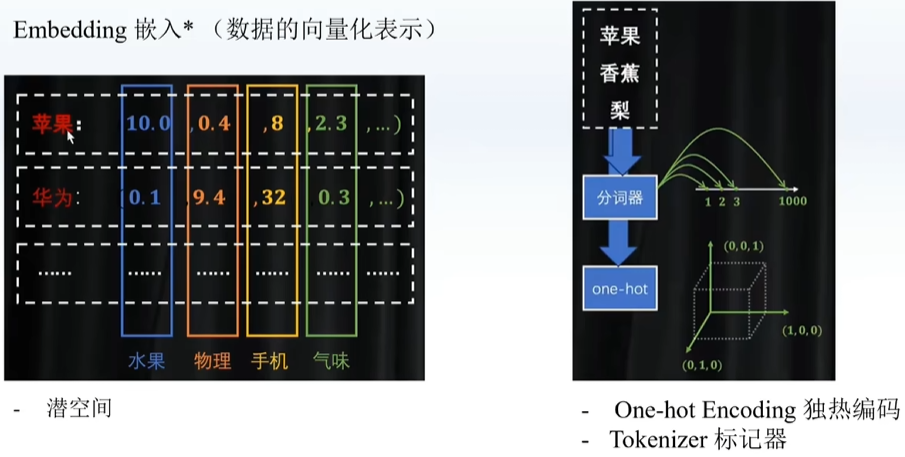 Embedding 嵌入* （数据的向量化表示）
苹果: 10.0 ,0.4 ,8 ,2.3 ,…)
华为: [0.1 ,9.4 ,32 0.3 ,…)
…… …… …… …… …… ……
水果 物理 手机 气味
- 潜空间
苹果
香蕉
梨
分词器
1 2 3 1000
one-hot
(0,0,1)
(1,0,0)
(0,1,0)
- One-hot Encoding 独热编码
- Tokenizer 标记器